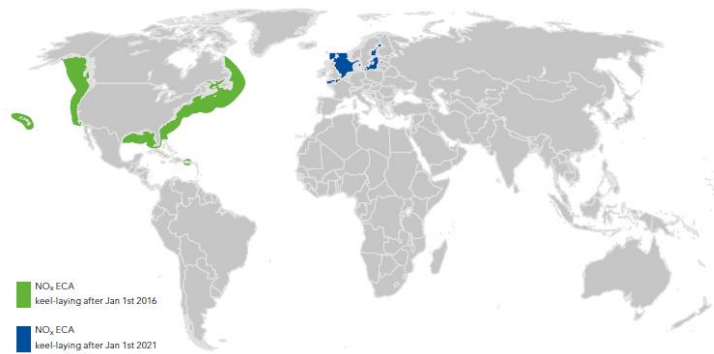 NOₓ ECA
keel-laying after Jan 1st 2016
NOₓ ECA
keel-laying after Jan 1st 2021